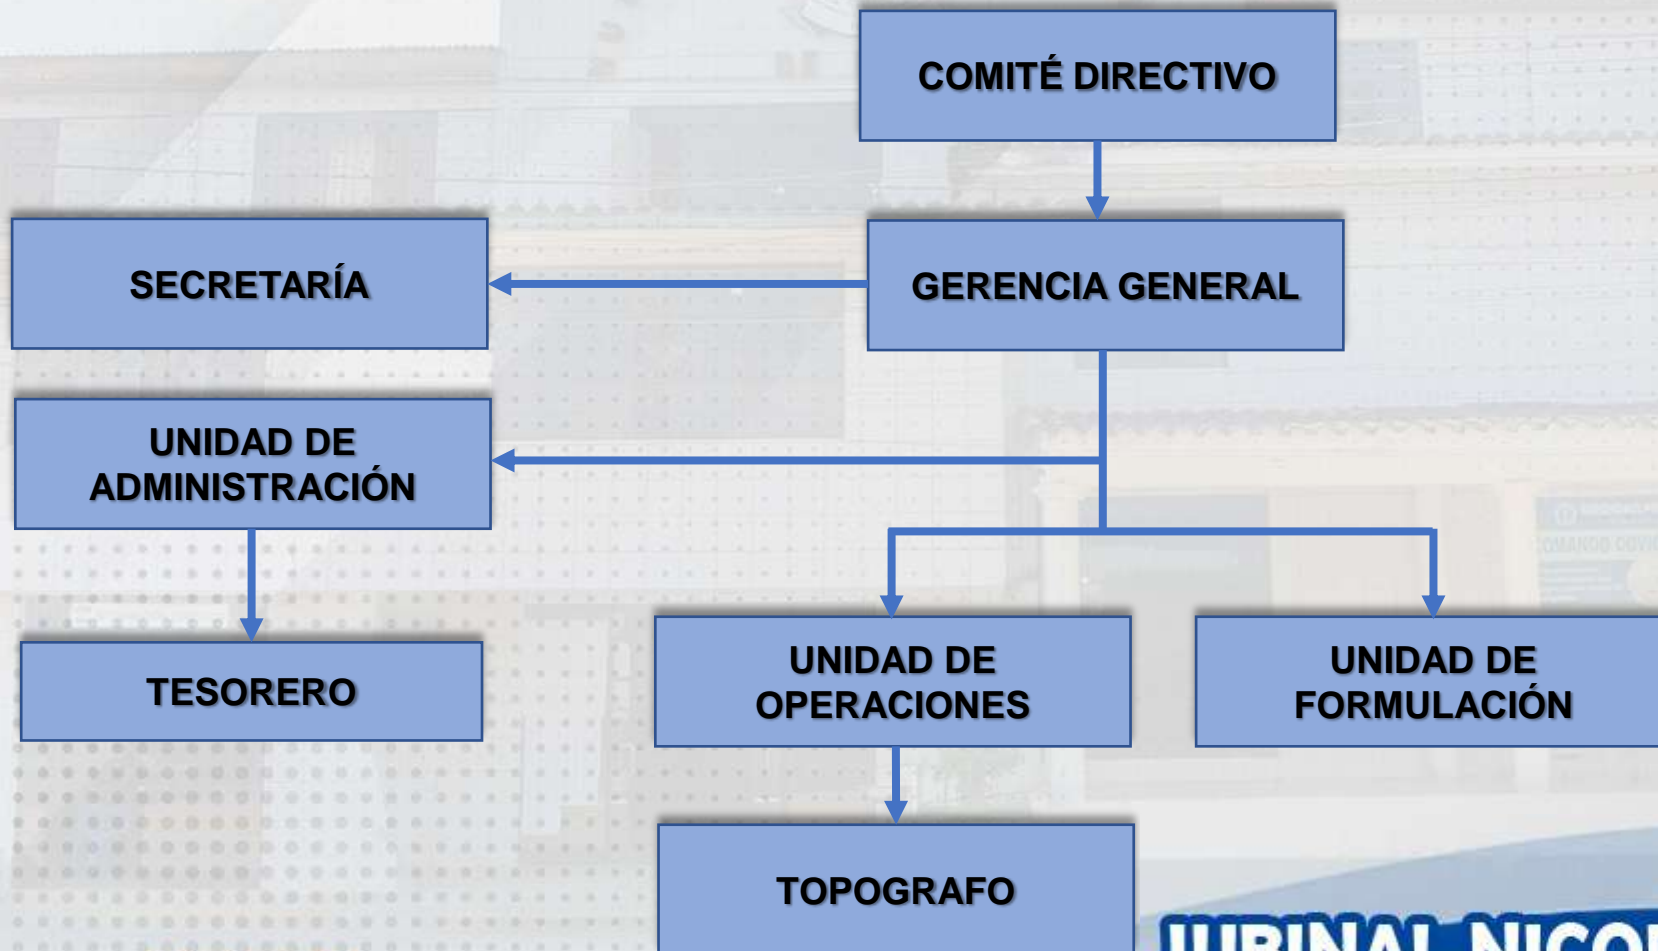 COMITÉ DIRECTIVO
SECRETARÍA
GERENCIA GENERAL
UNIDAD DE
ADMINISTRACIÓN
TESORERO
UNIDAD DE
OPERACIONES
UNIDAD DE
FORMULACIÓN
TOPOGRAFO